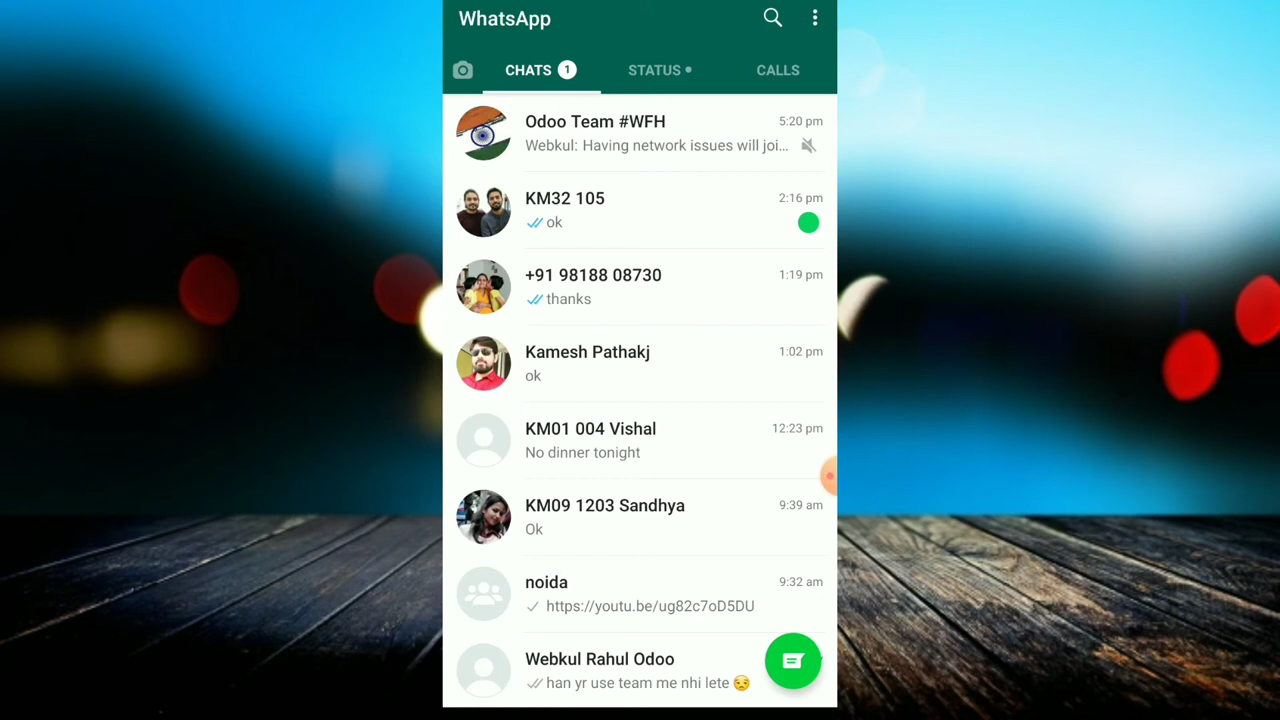 WhatsApp
CHATS 1 STATUS CALLS
Odoo Team #WFH 5:20 pm
Webkul: Having network issues will joi...
KM32 105 2:16 pm
ok
+91 98188 08730 1:19 pm
thanks
Kamesh Pathakj 1:02 pm
ok
KM01 004 Vishal 12:23 pm
No dinner tonight
KM09 1203 Sandhya 9:39 am
Ok
noida 9:32 am
https://youtu.be/ug82c7oD5DU
Webkul Rahul Odoo
han yr use team me nhi lete 😒